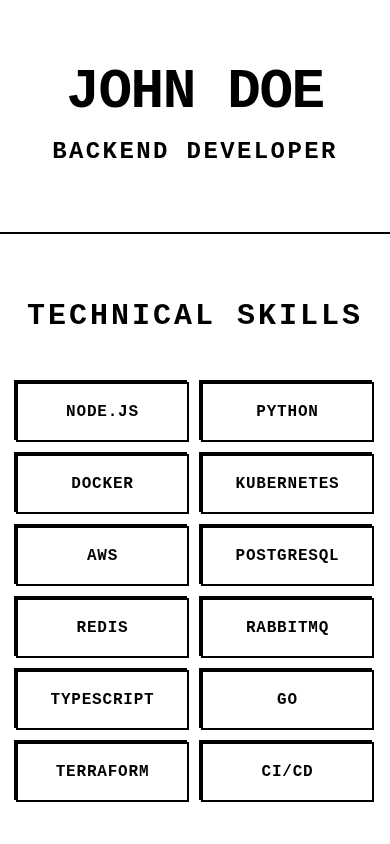 JOHN DOE
BACKEND DEVELOPER
TECHNICAL SKILLS
NODE.JS
PYTHON
DOCKER
KUBERNETES
AWS
POSTGRESQL
REDIS
RABBITMQ
TYPESCRIPT
GO
TERRAFORM
CI/CD